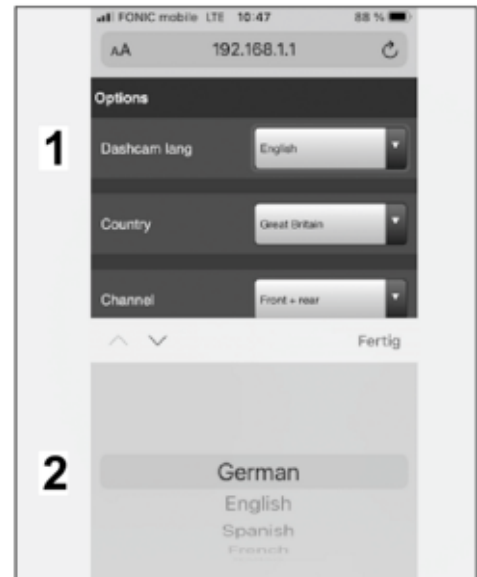 FONIC mobile LTE 10:47 88 %
AA 192.168.1.1
Options
1 Dashcam lang English
Country Great Britain
Channel Front + rear
Fertig
2 German
English
Spanish
French